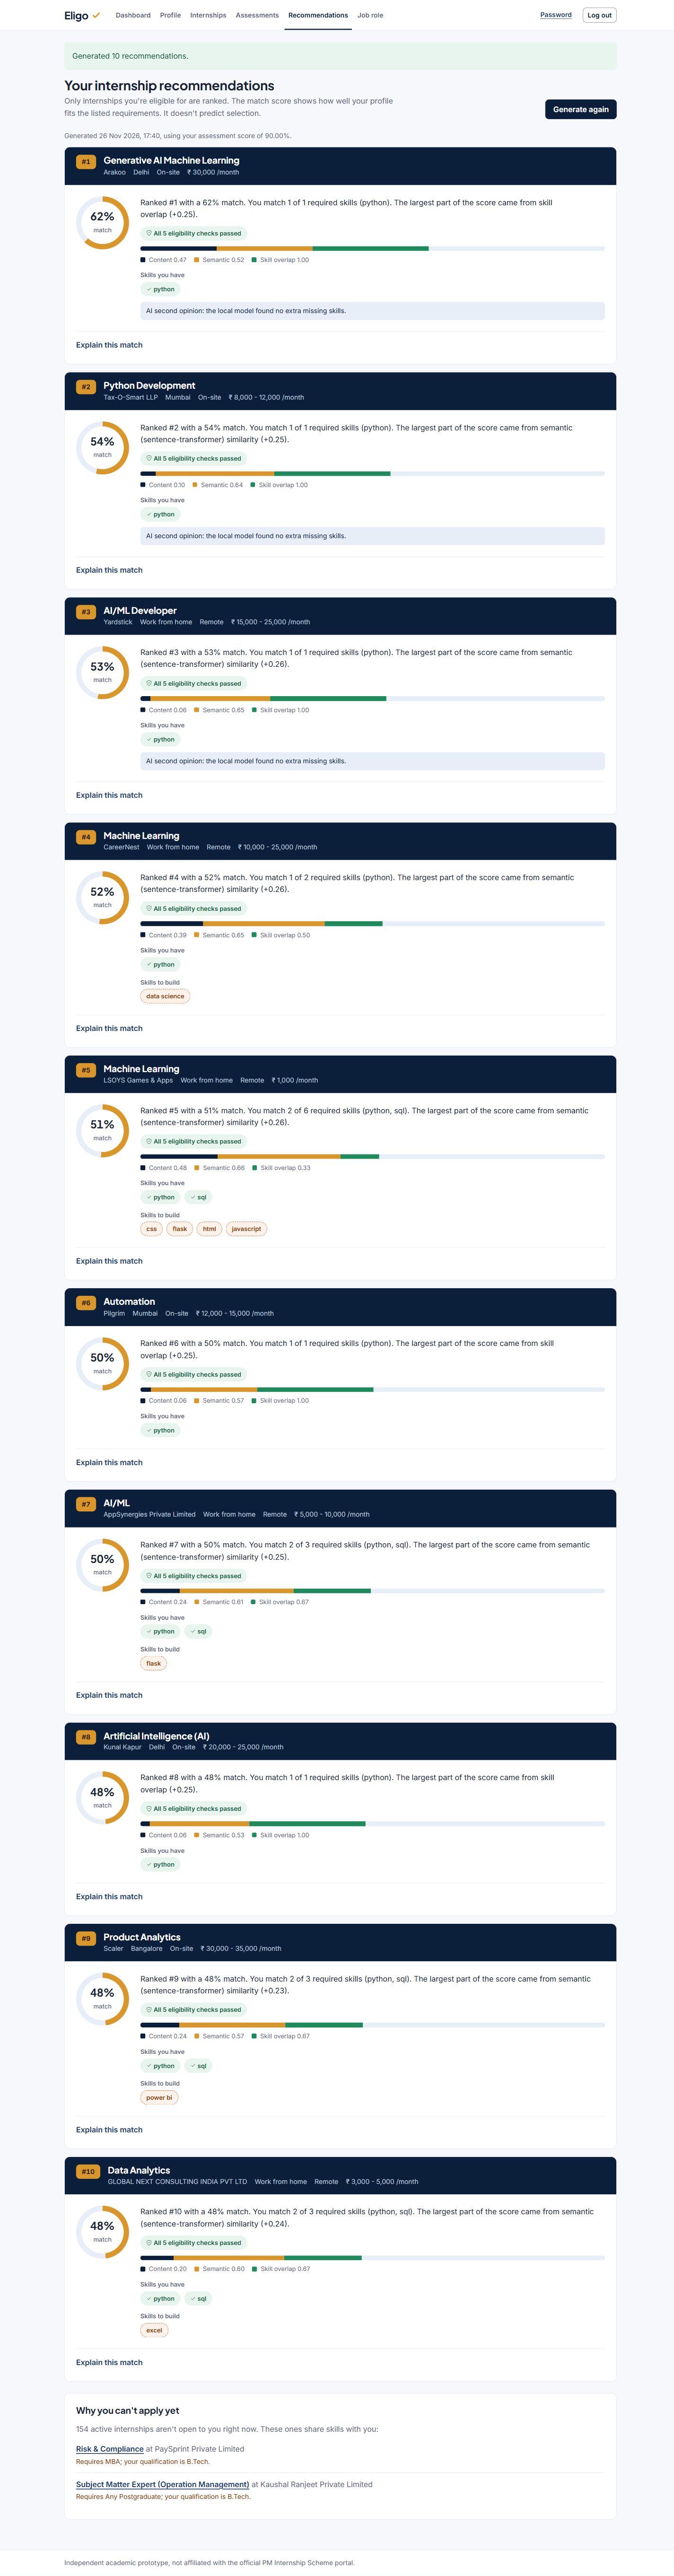 Eligo
Dashboard Profile Internships Assessments Recommendations Job role
Password Log out
Generated 10 recommendations.
Your internship recommendations
Only internships you're eligible for are ranked. The match score shows how well your profile
fits the listed requirements. It doesn't predict selection.
Generate again
Generated 26 Nov 2026, 17:40, using your assessment score of 90.00%.
#1 Generative AI Machine Learning
Arakoo Delhi On-site ₹ 30,000 /month
62% match
Ranked #1 with a 62% match. You match 1 of 1 required skills (python). The largest part of the score came from skill
overlap (+0.25).
All 5 eligibility checks passed
Content 0.47 Semantic 0.52 Skill overlap 1.00
Skills you have
python
AI second opinion: the local model found no extra missing skills.
Explain this match
#2 Python Development
Tax-O-Smart LLP Mumbai On-site ₹ 8,000 - 12,000 /month
54% match
Ranked #2 with a 54% match. You match 1 of 1 required skills (python). The largest part of the score came from semantic
(sentence-transformer) similarity (+0.25).
All 5 eligibility checks passed
Content 0.10 Semantic 0.64 Skill overlap 1.00
Skills you have
python
AI second opinion: the local model found no extra missing skills.
Explain this match
#3 AI/ML Developer
Yardstick Work from home Remote ₹ 15,000 - 25,000 /month
53% match
Ranked #3 with a 53% match. You match 1 of 1 required skills (python). The largest part of the score came from semantic
(sentence-transformer) similarity (+0.26).
All 5 eligibility checks passed
Content 0.06 Semantic 0.65 Skill overlap 1.00
Skills you have
python
AI second opinion: the local model found no extra missing skills.
Explain this match
#4 Machine Learning
CareerNest Work from home Remote ₹ 10,000 - 25,000 /month
52% match
Ranked #4 with a 52% match. You match 1 of 2 required skills (python). The largest part of the score came from semantic
(sentence-transformer) similarity (+0.26).
All 5 eligibility checks passed
Content 0.39 Semantic 0.65 Skill overlap 0.50
Skills you have
python
Skills to build
data science
Explain this match
#5 Machine Learning
LSOYS Games & Apps Work from home Remote ₹ 1,000 /month
51% match
Ranked #5 with a 51% match. You match 2 of 6 required skills (python, sql). The largest part of the score came from semantic
(sentence-transformer) similarity (+0.26).
All 5 eligibility checks passed
Content 0.48 Semantic 0.66 Skill overlap 0.33
Skills you have
python sql
Skills to build
css flask html javascript
Explain this match
#6 Automation
Pilgrim Mumbai On-site ₹ 12,000 - 15,000 /month
50% match
Ranked #6 with a 50% match. You match 1 of 1 required skills (python). The largest part of the score came from skill
overlap (+0.25).
All 5 eligibility checks passed
Content 0.06 Semantic 0.57 Skill overlap 1.00
Skills you have
python
Explain this match
#7 AI/ML
AppSynergies Private Limited Work from home Remote ₹ 5,000 - 10,000 /month
50% match
Ranked #7 with a 50% match. You match 2 of 3 required skills (python, sql). The largest part of the score came from semantic
(sentence-transformer) similarity (+0.25).
All 5 eligibility checks passed
Content 0.24 Semantic 0.61 Skill overlap 0.67
Skills you have
python sql
Skills to build
flask
Explain this match
#8 Artificial Intelligence (AI)
Kunal Kapur Delhi On-site ₹ 20,000 - 25,000 /month
48% match
Ranked #8 with a 48% match. You match 1 of 1 required skills (python). The largest part of the score came from skill
overlap (+0.25).
All 5 eligibility checks passed
Content 0.06 Semantic 0.53 Skill overlap 1.00
Skills you have
python
Explain this match
#9 Product Analytics
Scaler Bangalore On-site ₹ 30,000 - 35,000 /month
48% match
Ranked #9 with a 48% match. You match 2 of 3 required skills (python, sql). The largest part of the score came from semantic
(sentence-transformer) similarity (+0.23).
All 5 eligibility checks passed
Content 0.24 Semantic 0.57 Skill overlap 0.67
Skills you have
python sql
Skills to build
power bi
Explain this match
#10 Data Analytics
GLOBAL NEXT CONSULTING INDIA PVT LTD Work from home Remote ₹ 3,000 - 5,000 /month
48% match
Ranked #10 with a 48% match. You match 2 of 3 required skills (python, sql). The largest part of the score came from semantic
(sentence-transformer) similarity (+0.24).
All 5 eligibility checks passed
Content 0.20 Semantic 0.60 Skill overlap 0.67
Skills you have
python sql
Skills to build
excel
Explain this match
Why you can't apply yet
154 active internships aren't open to you right now. These ones share skills with you:
Risk & Compliance at PaySprint Private Limited
Requires MBA; your qualification is B.Tech.
Subject Matter Expert (Operation Management) at Kaushal Ranjeet Private Limited
Requires Any Postgraduate; your qualification is B.Tech.
Independent academic prototype, not affiliated with the official PM Internship Scheme portal.